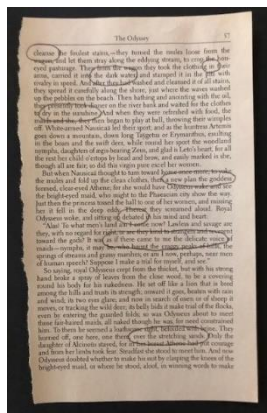 The Odyssey 57
cleanse the foulest stains,—they turned the mules loose from the
wagon, and let them stray along the eddying stream, to crop the honeyed
pasturage. Then from the wagon they took the clothing in their
arms, carried it into the dark water, and stamped it in the pits with
rivalry in speed. And after they had washed and cleansed it of all stains,
they spread it carefully along the shore, just where the waves washed
up the pebbles on the beach. Then bathing and anointing with the oil,
they presently took dinner on the river bank and waited for the clothes
to dry in the sunshine. And when they were refreshed with food, the
maids and she, they then began to play at ball, throwing their wimples
off. White-armed Nausicaä led their sport; and as the huntress Artemis
goes down a mountain, down long Taÿgetus or Erymanthus, exulting
in the boars and the swift deer, while round her sport the woodland
nymphs, daughters of ægis-bearing Zeus, and glad is Leto's heart, for all
the rest her child o'ertops by head and brow, and easily marked is she,
though all are fair; so did this virgin pure excel her women.
But when Nausicaä thought to turn toward home once more, to yoke
the mules and fold up the clean clothes, then a new plan the goddess
formed, clear-eyed Athene; for she would have Odysseus wake and see
the bright-eyed maid, who might to the Phaeacian city show the way.
Just then the princess tossed the ball to one of her women, and missing
her it fell in the deep eddy. Thereat they screamed aloud. Royal
Odysseus woke, and sitting up debated in his mind and heart:
"Alas! To what men's land am I come now? Lawless and savage are
they, with no regard for right, or are they kind to strangers and reverent
toward the gods? It was as if there came to me the delicate voice of
maids—nymphs, it may be, who haunt the craggy peaks of hills, the
springs of streams and grassy marshes; or am I now, perhaps, near men
of human speech? Suppose I make a trial for myself, and see."
So saying, royal Odysseus crept from the thicket, but with his strong
hand broke a spray of leaves from the close wood, to be a covering
round his body for his nakedness. He set off like a lion that is bred
among the hills and trusts its strength; onward it goes, beaten with rain
and wind; its two eyes glare; and now in search of oxen or of sheep it
moves, or tracking the wild deer; its belly bids it make trial of the flocks,
even by entering the guarded folds; so was Odysseus about to meet
those fair-haired maids, all naked though he was, for need constrained
him. To them he seemed a loathsome sight, befouled with brine. They
hurried off, one here, one there, over the stretching sands. Only the
daughter of Alcinoüs stayed, for in her breast Athene had put courage
and from her limbs took fear. Steadfast she stood to meet him. And now
Odysseus doubted whether to make his suit by clasping the knees of the
bright-eyed maid, or where he stood, aloof, in winning words to make